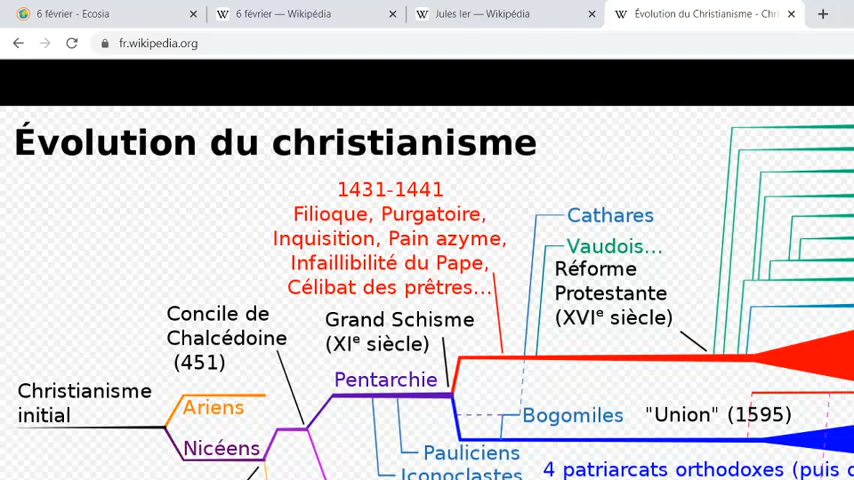 6 février - Ecosia
6 février — Wikipédia
Jules Ier — Wikipédia
Évolution du Christianisme - Chri
fr.wikipedia.org
Évolution du christianisme
1431-1441
Filioque, Purgatoire,
Inquisition, Pain azyme,
Infaillibilité du Pape,
Célibat des prêtres...
Cathares
Vaudois...
Réforme
Protestante
(XVIe siècle)
Concile de
Chalcédoine
(451)
Grand Schisme
(XIe siècle)
Pentarchie
Christianisme
initial
Ariens
Nicéens
Bogomiles
"Union" (1595)
Pauliciens
Iconoclastes
4 patriarcats orthodoxes (puis